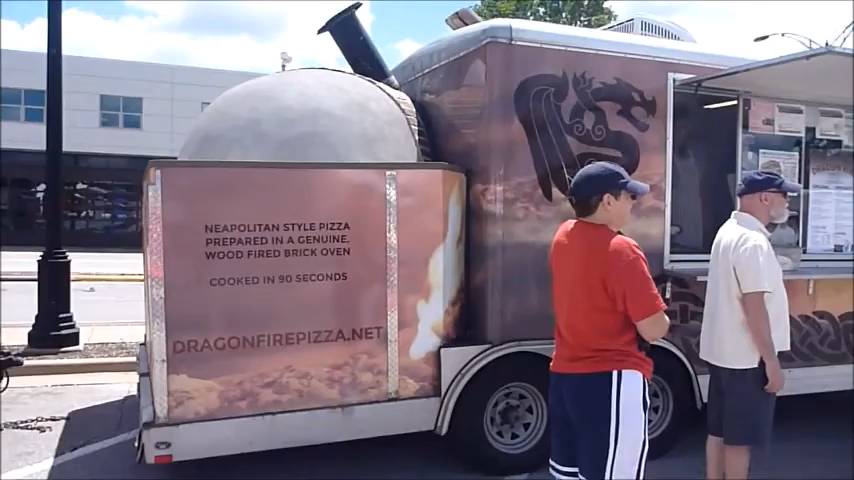 NEAPOLITAN STYLE PIZZA
PREPARED IN A GENUINE
WOOD FIRED BRICK OVEN
COOKED IN 90 SECONDS
DRAGONFIREPIZZA.NET